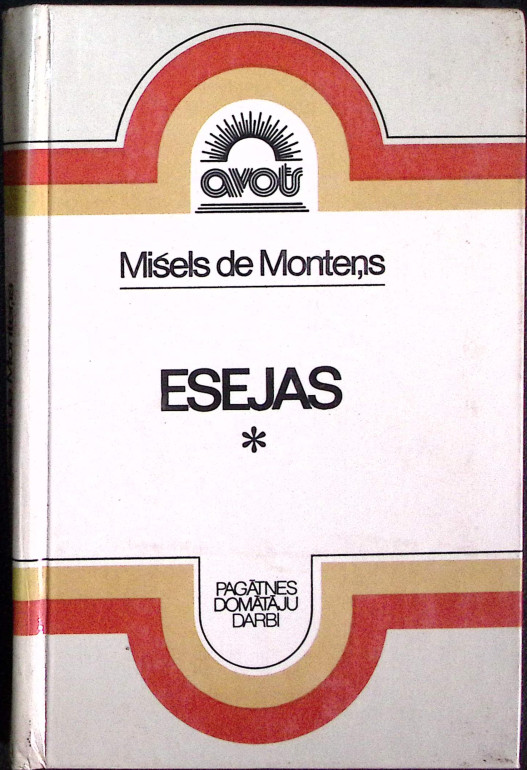 avots
Mišels de Monteņs
ESEJAS
*
PAGĀTNES
DOMĀTĀJU
DARBI